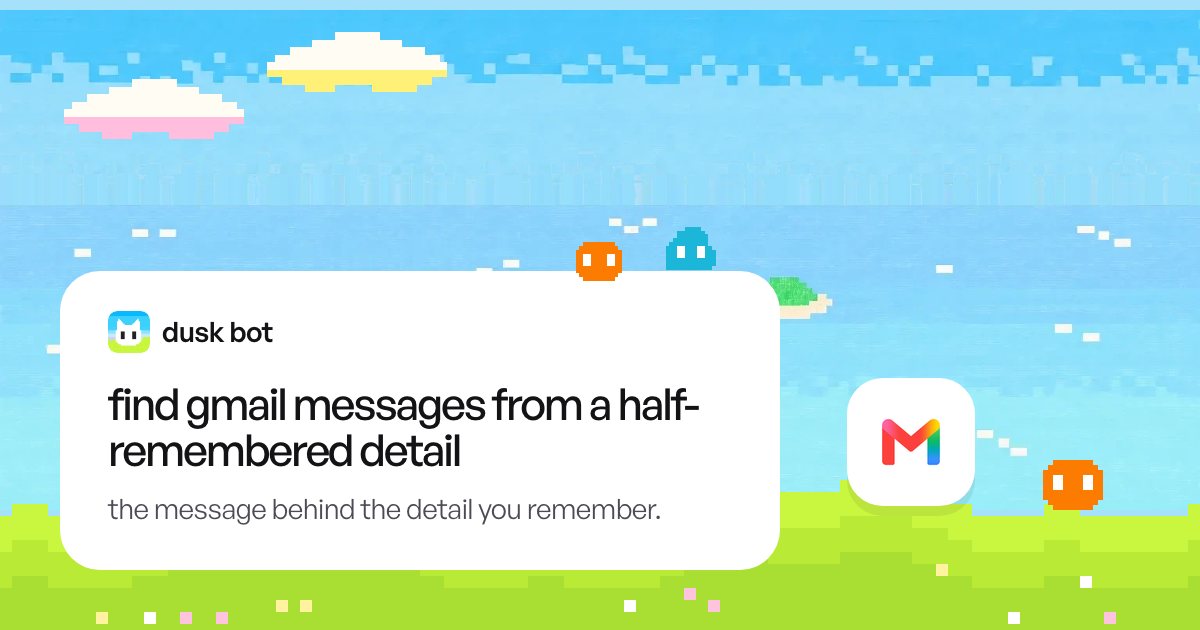 dusk bot
find gmail messages from a half-
remembered detail
the message behind the detail you remember.